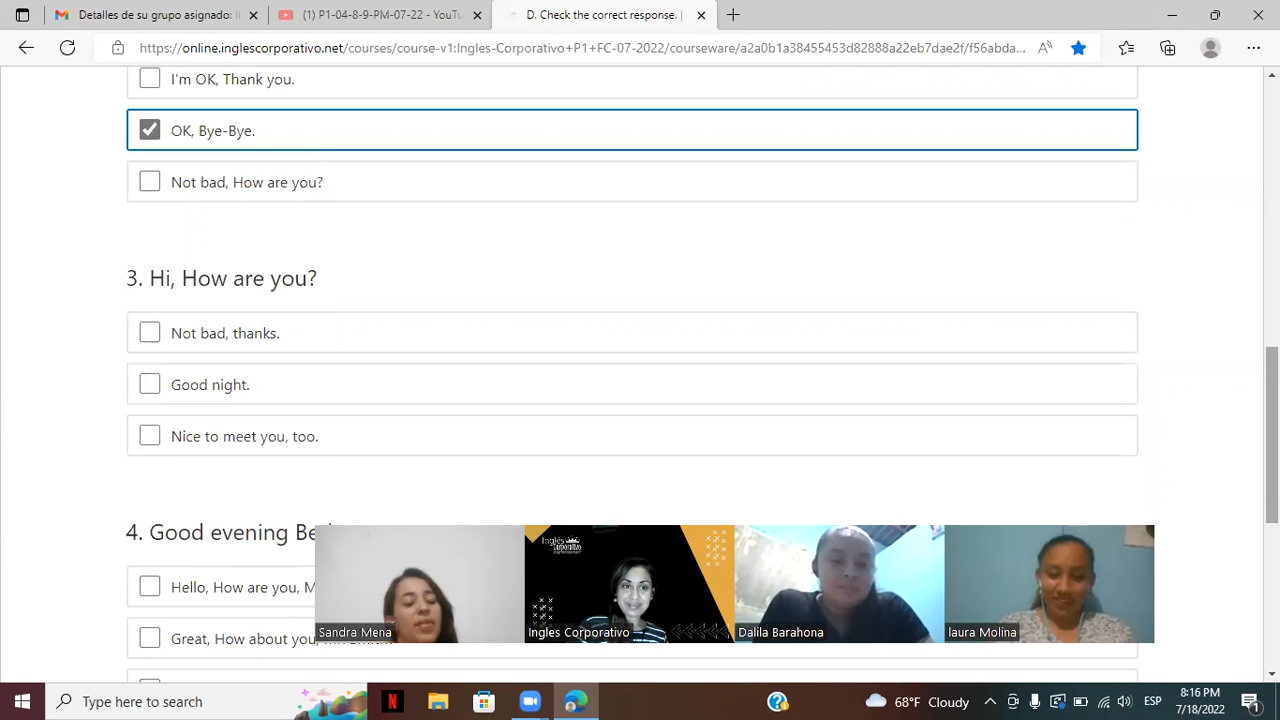 Detalles de su grupo asignado: II
(1) P1-04-8-9-PM-07-22 - YouTu
D. Check the correct response. |
https://online.inglescorporativo.net/courses/course-v1:Ingles-Corporativo+P1+FC-07-2022/courseware/a2a0b1a38455453d82888a22eb7dae2f/f56abda...
I'm OK, Thank you.
OK, Bye-Bye.
Not bad, How are you?
3. Hi, How are you?
Not bad, thanks.
Good night.
Nice to meet you, too.
4. Good evening Be
Hello, How are you, M
Great, How about you,
Inglés Corporativo
Sandra Mena
Ingles Corporativo
Dalila Barahona
laura Molina
Type here to search
N
68°F Cloudy
ESP
8:16 PM
7/18/2022
1